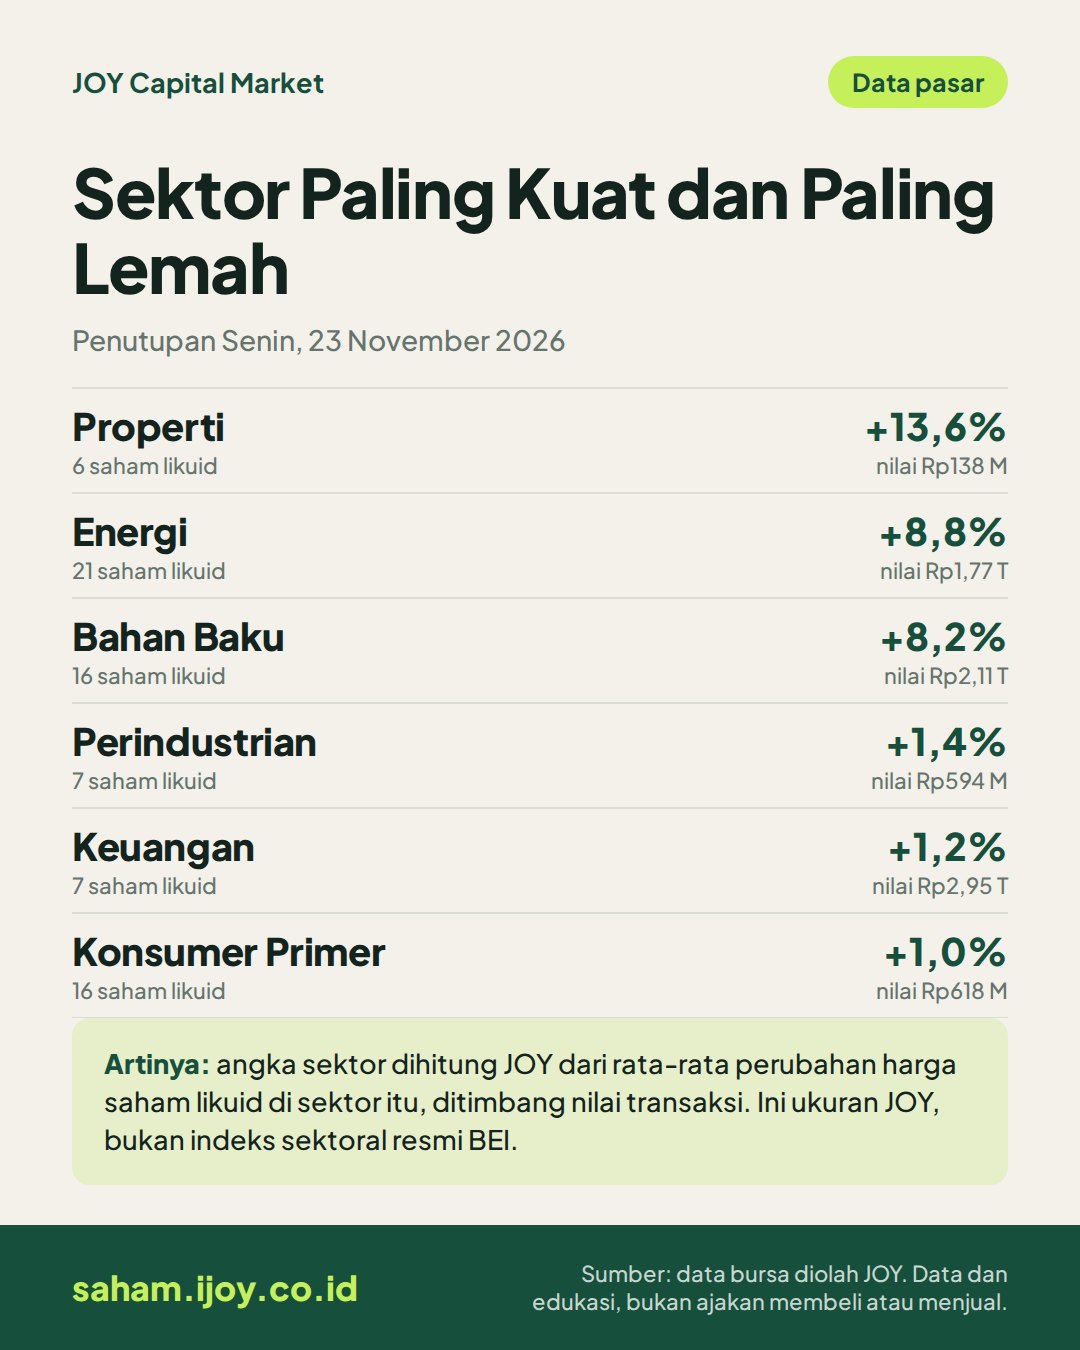 JOY Capital Market
Data pasar
Sektor Paling Kuat dan Paling
Lemah
Penutupan Senin, 23 November 2026
Properti
+13,6%
6 saham likuid
nilai Rp138 M
Energi
+8,8%
21 saham likuid
nilai Rp1,77 T
Bahan Baku
+8,2%
16 saham likuid
nilai Rp2,11 T
Perindustrian
+1,4%
7 saham likuid
nilai Rp594 M
Keuangan
+1,2%
7 saham likuid
nilai Rp2,95 T
Konsumer Primer
+1,0%
16 saham likuid
nilai Rp618 M
Artinya: angka sektor dihitung JOY dari rata-rata perubahan harga
saham likuid di sektor itu, ditimbang nilai transaksi. Ini ukuran JOY,
bukan indeks sektoral resmi BEI.
saham.ijoy.co.id
Sumber: data bursa diolah JOY. Data dan
edukasi, bukan ajakan membeli atau menjual.